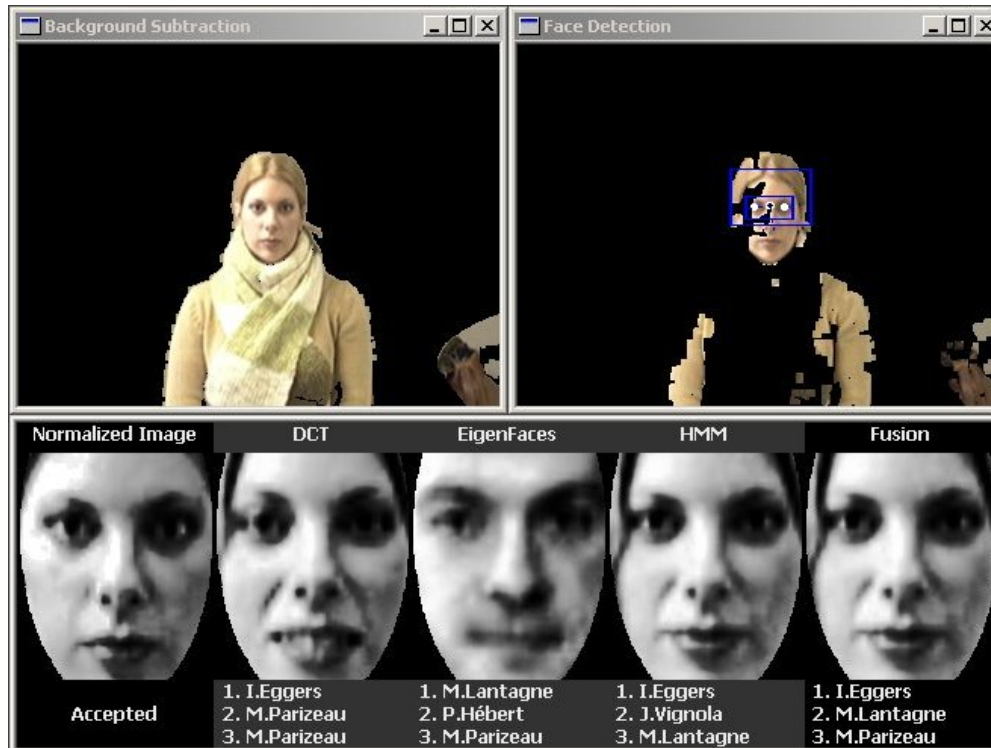 Background Subtraction
Face Detection
Normalized Image
DCT
EigenFaces
HMM
Fusion
Accepted
1. I.Eggers
2. M.Parizeau
3. M.Parizeau
1. M.Lantagne
2. P.Hébert
3. M.Parizeau
1. I.Eggers
2. J.Vignola
3. M.Lantagne
1. I.Eggers
2. M.Lantagne
3. M.Parizeau